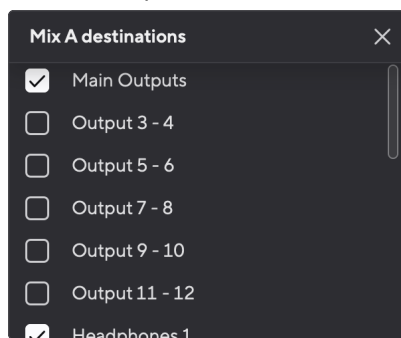 Mix A destinations
Main Outputs
Output 3 - 4
Output 5 - 6
Output 7 - 8
Output 9 - 10
Output 11 - 12
Headphones 1